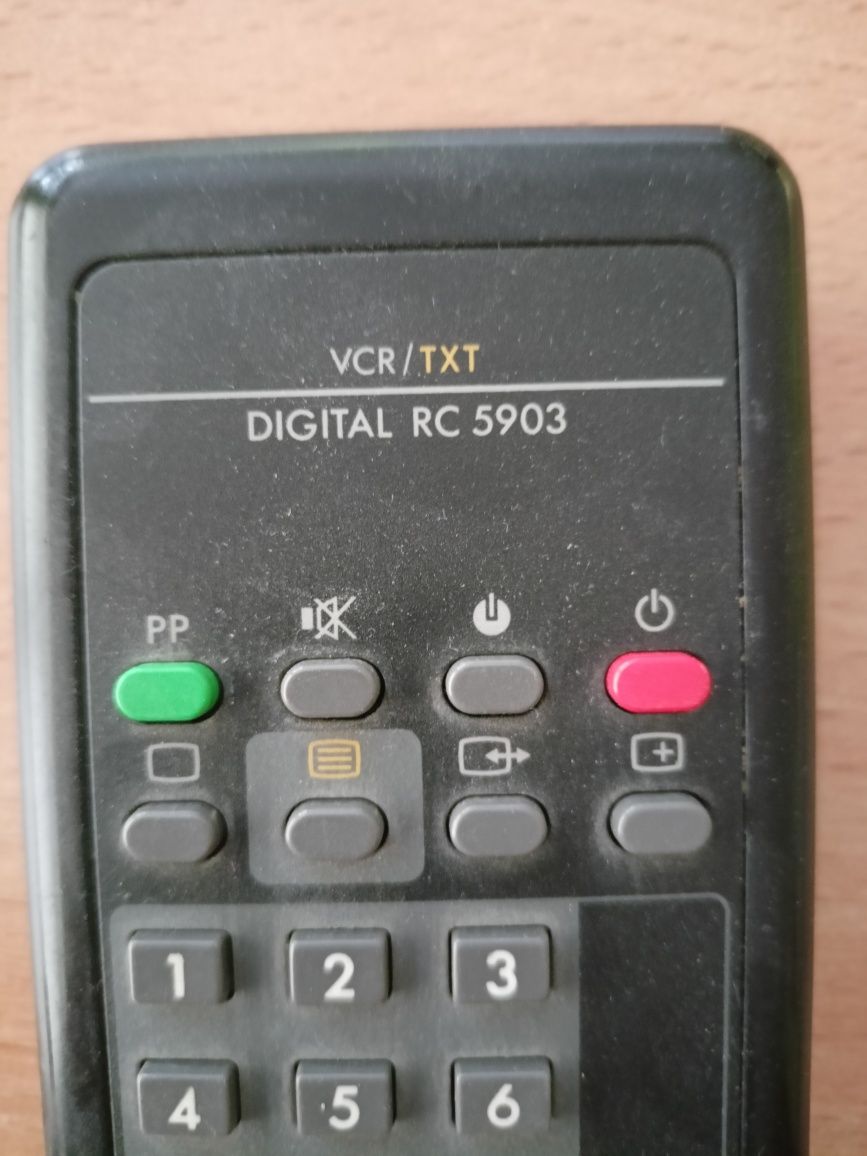 VCR/TXT
DIGITAL RC 5903
PP
1 2 3
4 5 6